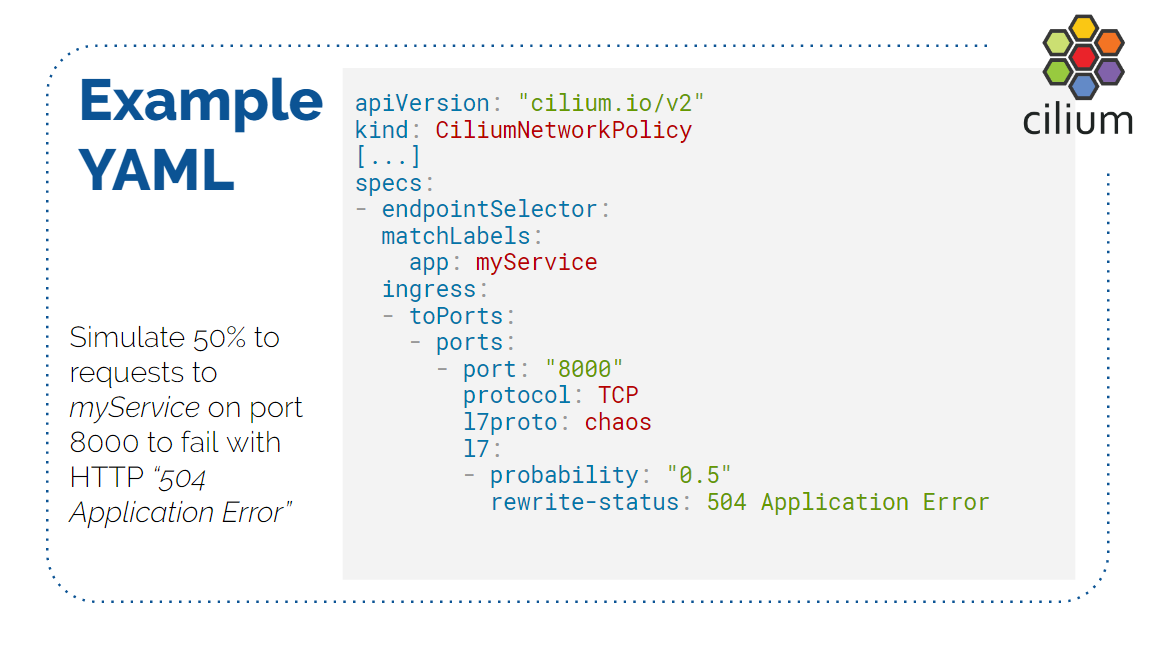 Example
YAML
Simulate 50% to
requests to
myService on port
8000 to fail with
HTTP “504
Application Error”
apiVersion: "cilium.io/v2"
kind: CiliumNetworkPolicy
[...]
specs:
- endpointSelector:
  matchLabels:
    app: myService
  ingress:
  - toPorts:
    - ports:
      - port: "8000"
        protocol: TCP
        l7proto: chaos
        l7:
        - probability: "0.5"
          rewrite-status: 504 Application Error
cilium